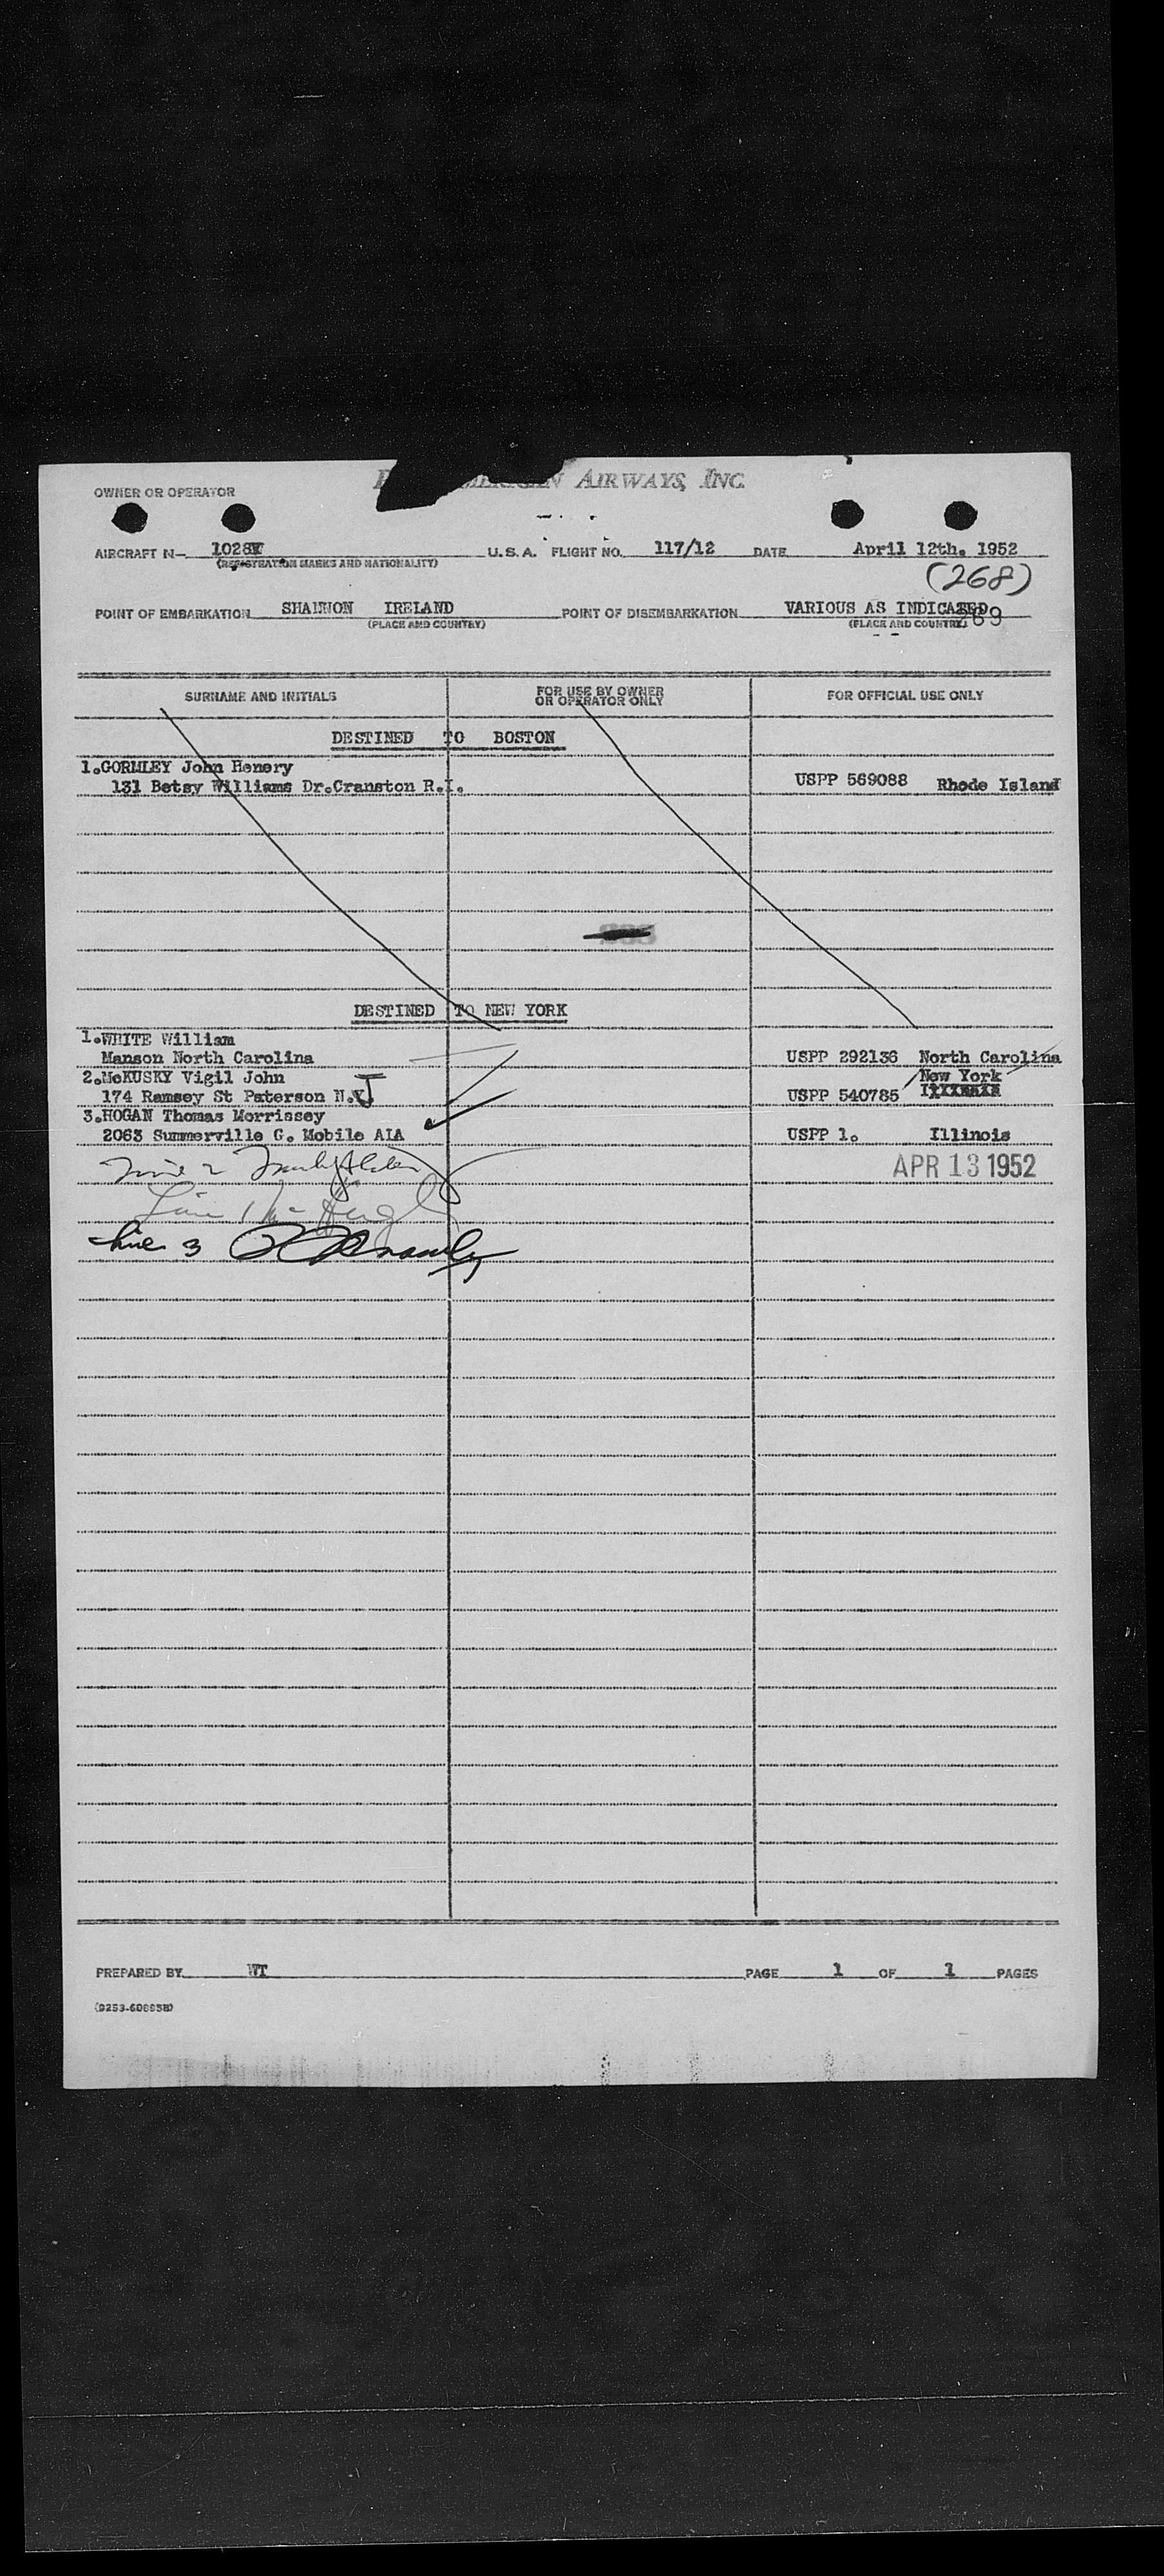 AIRWAYS, INC.
OWNER OR OPERATOR
AIRCRAFT N- 1028V U.S.A. FLIGHT NO. 117/12 DATE April 12th. 1952
(REGISTRATION MARKS AND NATIONALITY)
(268)
POINT OF EMBARKATION SHANNON IRELAND POINT OF DISEMBARKATION VARIOUS AS INDICATED
(PLACE AND COUNTRY) (PLACE AND COUNTRY)
SURNAME AND INITIALS FOR USE BY OWNER OR OPERATOR ONLY FOR OFFICIAL USE ONLY
DESTINED TO BOSTON
1.GORMLEY John Henery
131 Betsy Williams Dr.Cranston R.I. USPP 569088 Rhode Island
DESTINED TO NEW YORK
1.WHITE William
Manson North Carolina USPP 292136 North Carolina
2.McKUSKY Vigil John New York
174 Ramsey St Paterson N.J USPP 540785
3.HOGAN Thomas Morrissey
2063 Summerville G. Mobile ALA USPP 1. Illinois
APR 13 1952
Line 2
Line 1
Line 3
PREPARED BY WT PAGE 1 OF 1 PAGES